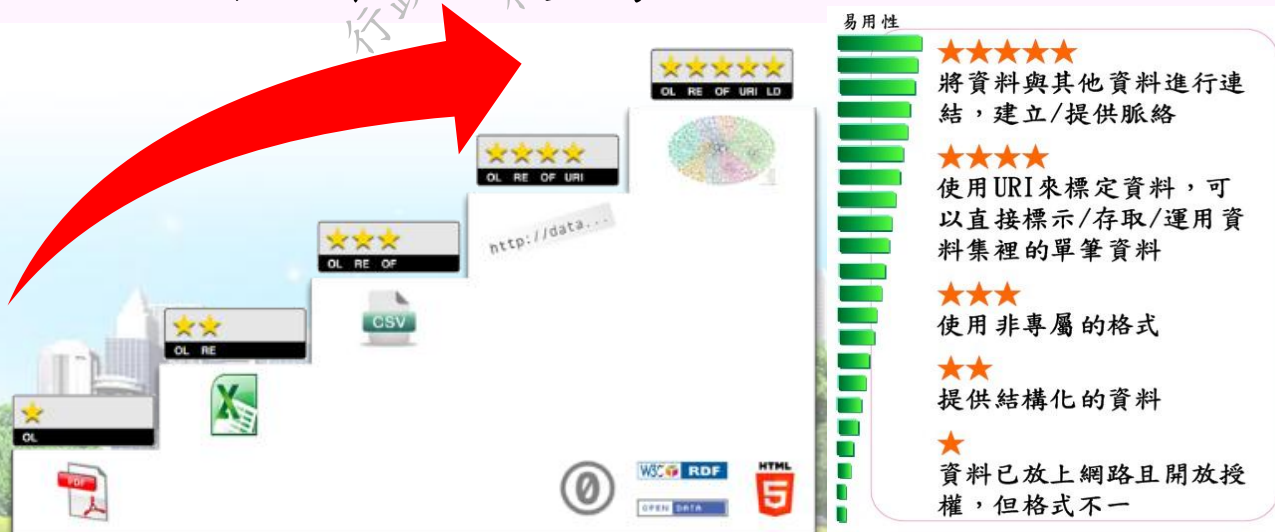 行政
易用性
★★★★★
將資料與其他資料進行連
結，建立/提供脈絡
★★★★
使用URI來標定資料，可
以直接標示/存取/運用資
料集裡的單筆資料
★★★
使用非專屬的格式
★★
提供結構化的資料
★
資料已放上網路且開放授
權，但格式不一
OL RE OF URI LD
OL RE OF URI
http://data...
OL RE OF
CSV
OL RE
X
OL
PDF
0
W3C RDF
OPEN DATA
HTML
5